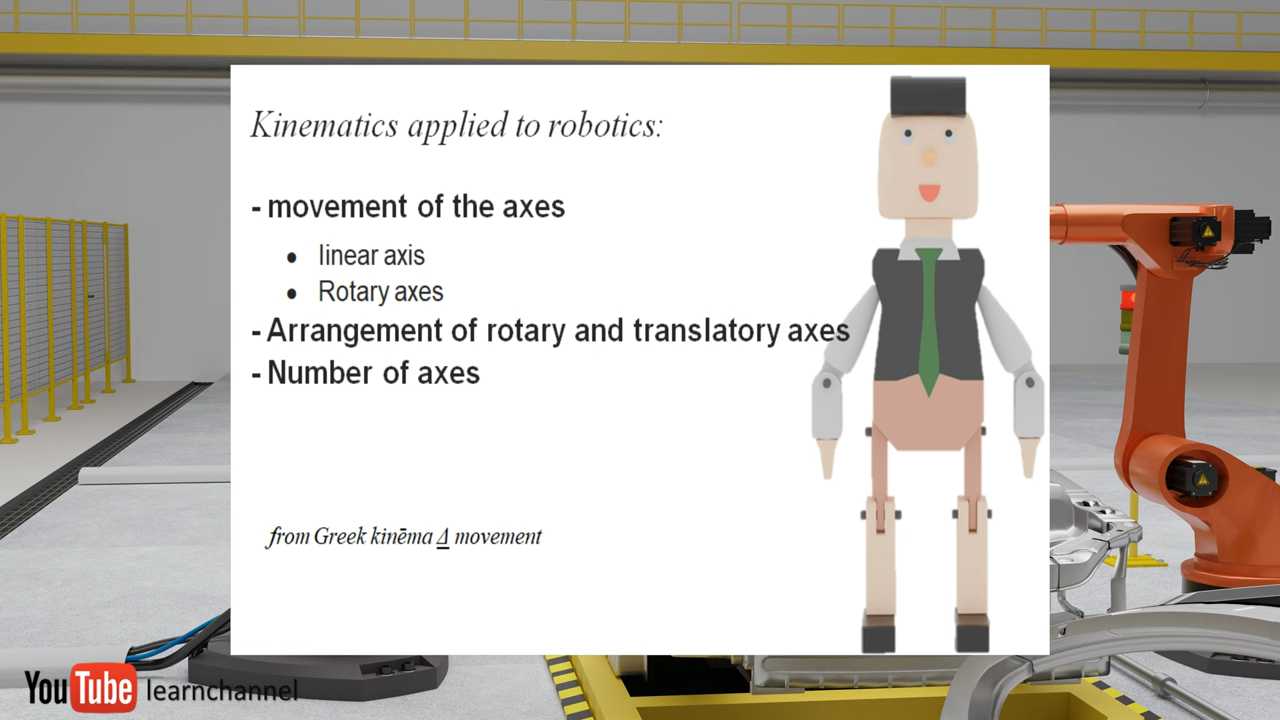 Kinematics applied to robotics:
- movement of the axes
• linear axis
• Rotary axes
- Arrangement of rotary and translatory axes
- Number of axes
from Greek kinēma Δ movement
YouTube learnchannel